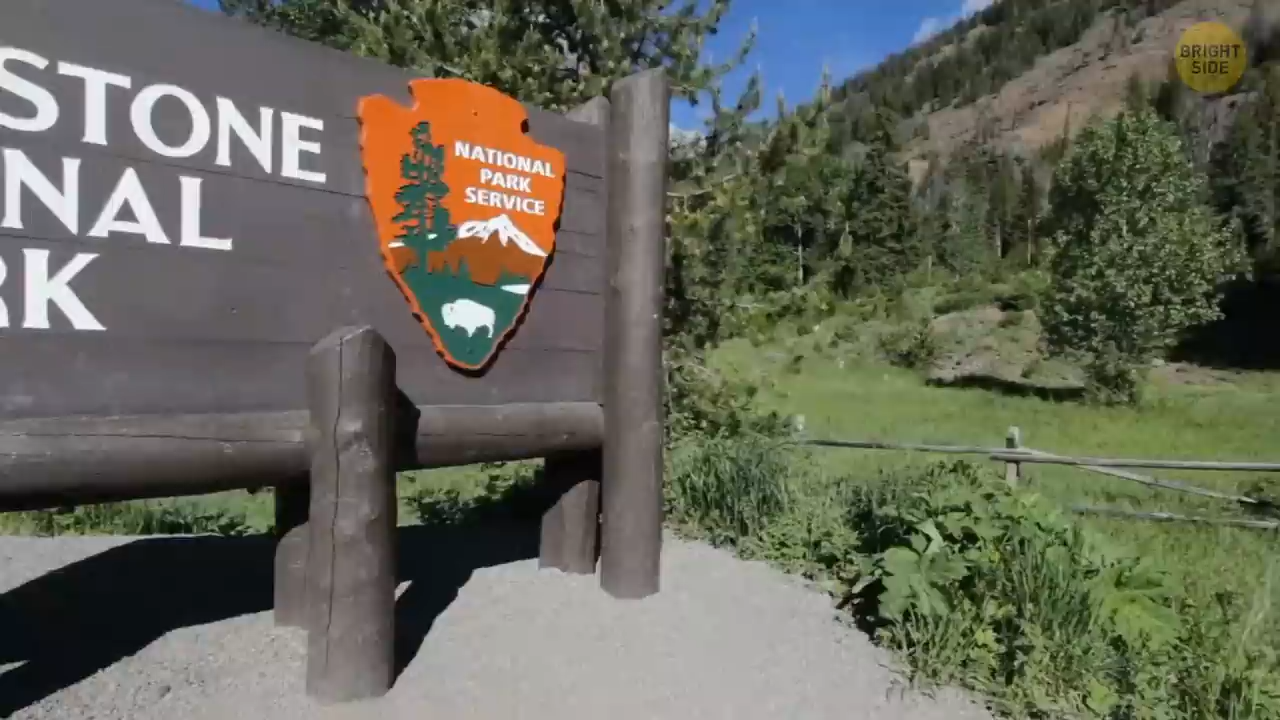 STONE
NAL
RK
NATIONAL
PARK
SERVICE
BRIGHT
SIDE